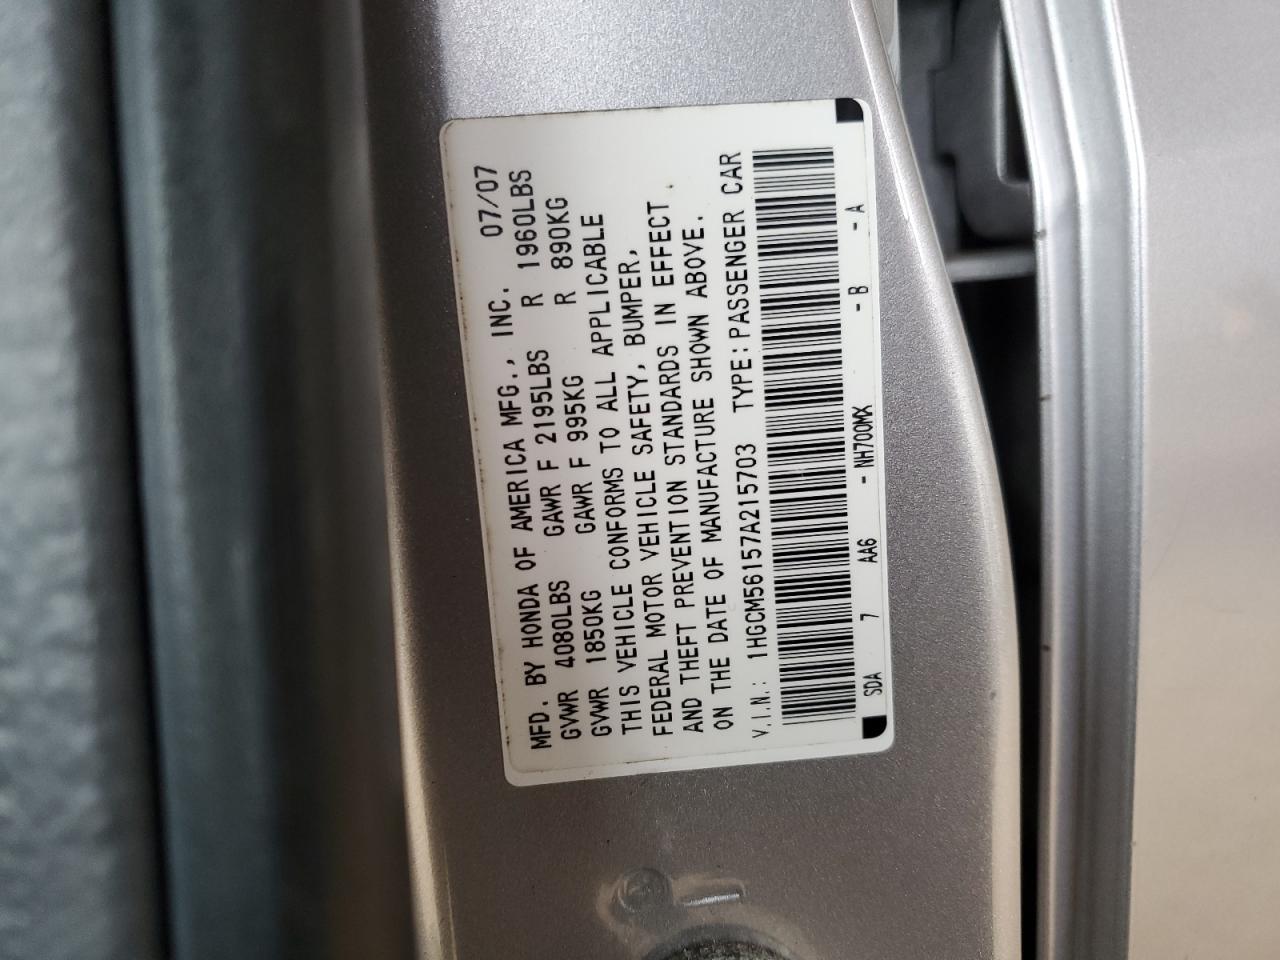 MFD. BY HONDA OF AMERICA MFG., INC. 07/07
GVWR 4080LBS GAWR F 2195LBS R 1960LBS
GVWR 1850KG GAWR F 995KG R 890KG
THIS VEHICLE CONFORMS TO ALL APPLICABLE
FEDERAL MOTOR VEHICLE SAFETY, BUMPER,
AND THEFT PREVENTION STANDARDS IN EFFECT
ON THE DATE OF MANUFACTURE SHOWN ABOVE.
V.I.N.: 1HGCM56157A215703 TYPE:PASSENGER CAR
SDA 7 AA6 - NH700MX - B - A